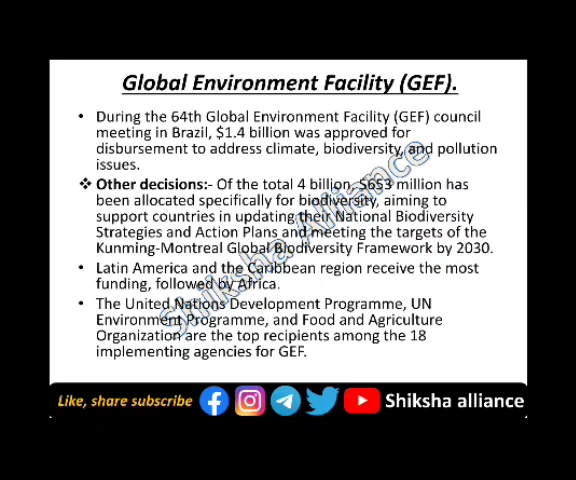 Global Environment Facility (GEF).
• During the 64th Global Environment Facility (GEF) council
meeting in Brazil, $1.4 billion was approved for
disbursement to address climate, biodiversity, and pollution
issues.
❖ Other decisions:- Of the total 4 billion, $653 million has
been allocated specifically for biodiversity, aiming to
support countries in updating their National Biodiversity
Strategies and Action Plans and meeting the targets of the
Kunming-Montreal Global Biodiversity Framework by 2030.
• Latin America and the Caribbean region receive the most
funding, followed by Africa.
• The United Nations Development Programme, UN
Environment Programme, and Food and Agriculture
Organization are the top recipients among the 18
implementing agencies for GEF.
Shiksha Alliance
Like, share subscribe
Shiksha alliance